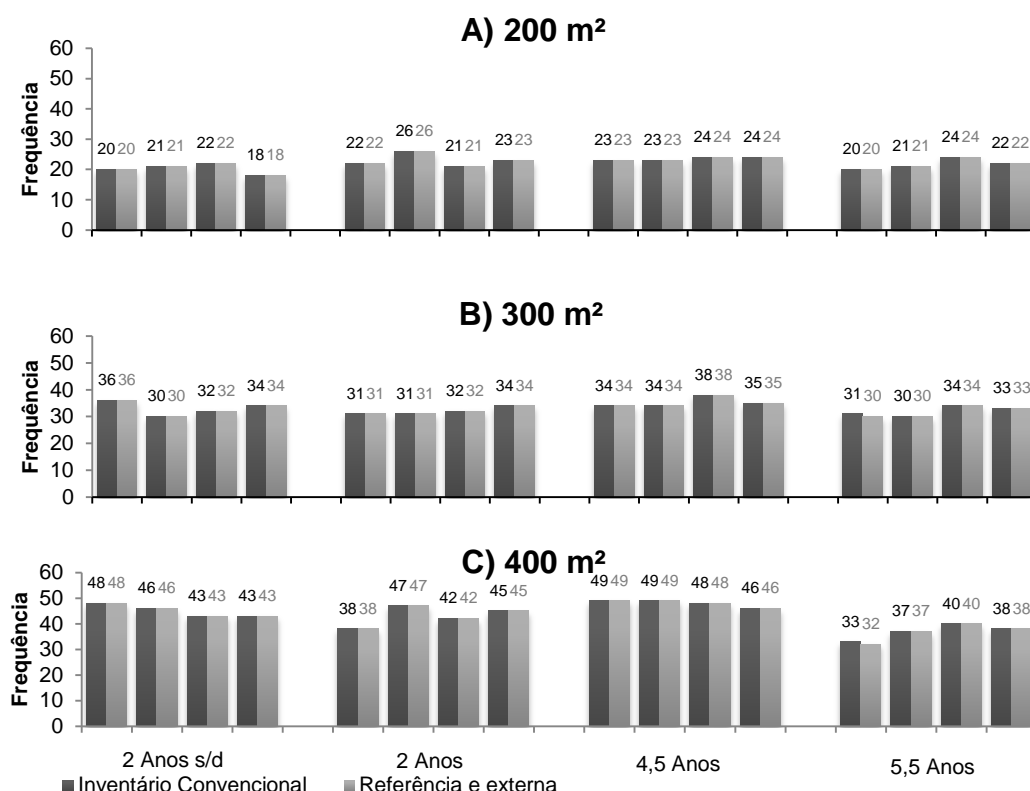 A) 200 m²
Frequência
60
50
40
30
20
10
0
20 20 21 21 22 22 18 18 22 22 26 26 21 21 23 23 23 23 23 23 24 24 24 24 20 20 21 21 24 24 22 22
B) 300 m²
Frequência
60
50
40
30
20
10
0
36 36 30 30 32 32 34 34 31 31 31 31 32 32 34 34 34 34 34 34 38 38 35 35 31 30 30 30 34 34 33 33
C) 400 m²
Frequência
60
50
40
30
20
10
0
48 48 46 46 43 43 43 43 38 38 47 47 42 42 45 45 49 49 49 49 48 48 46 46 33 32 37 37 40 40 38 38
2 Anos s/d 2 Anos 4,5 Anos 5,5 Anos
Inventário Convencional Referência e externa